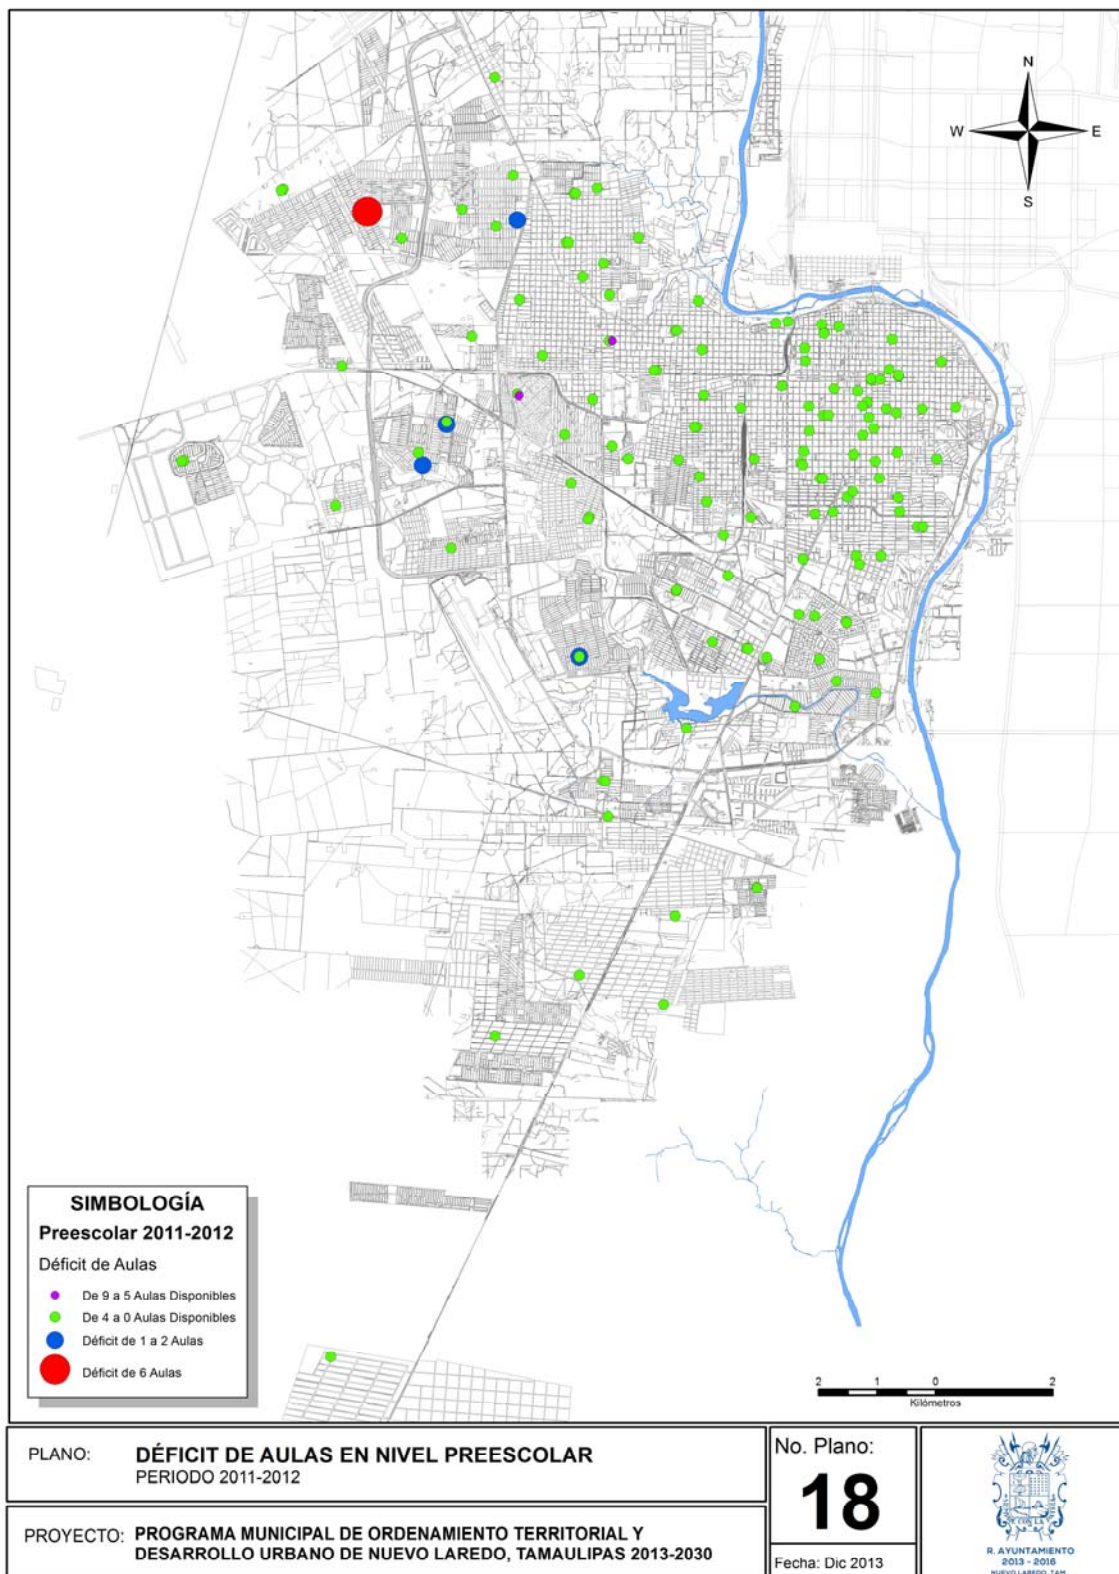 N
W
E
S
SIMBOLOGÍA
Preescolar 2011-2012
Déficit de Aulas
De 9 a 5 Aulas Disponibles
De 4 a 0 Aulas Disponibles
Déficit de 1 a 2 Aulas
Déficit de 6 Aulas
2 1 0 2
Kilómetros
PLANO: DÉFICIT DE AULAS EN NIVEL PREESCOLAR
PERIODO 2011-2012
PROYECTO: PROGRAMA MUNICIPAL DE ORDENAMIENTO TERRITORIAL Y
DESARROLLO URBANO DE NUEVO LAREDO, TAMAULIPAS 2013-2030
No. Plano:
18
Fecha: Dic 2013
R. AYUNTAMIENTO
2013 - 2016
NUEVO LAREDO, TAM.